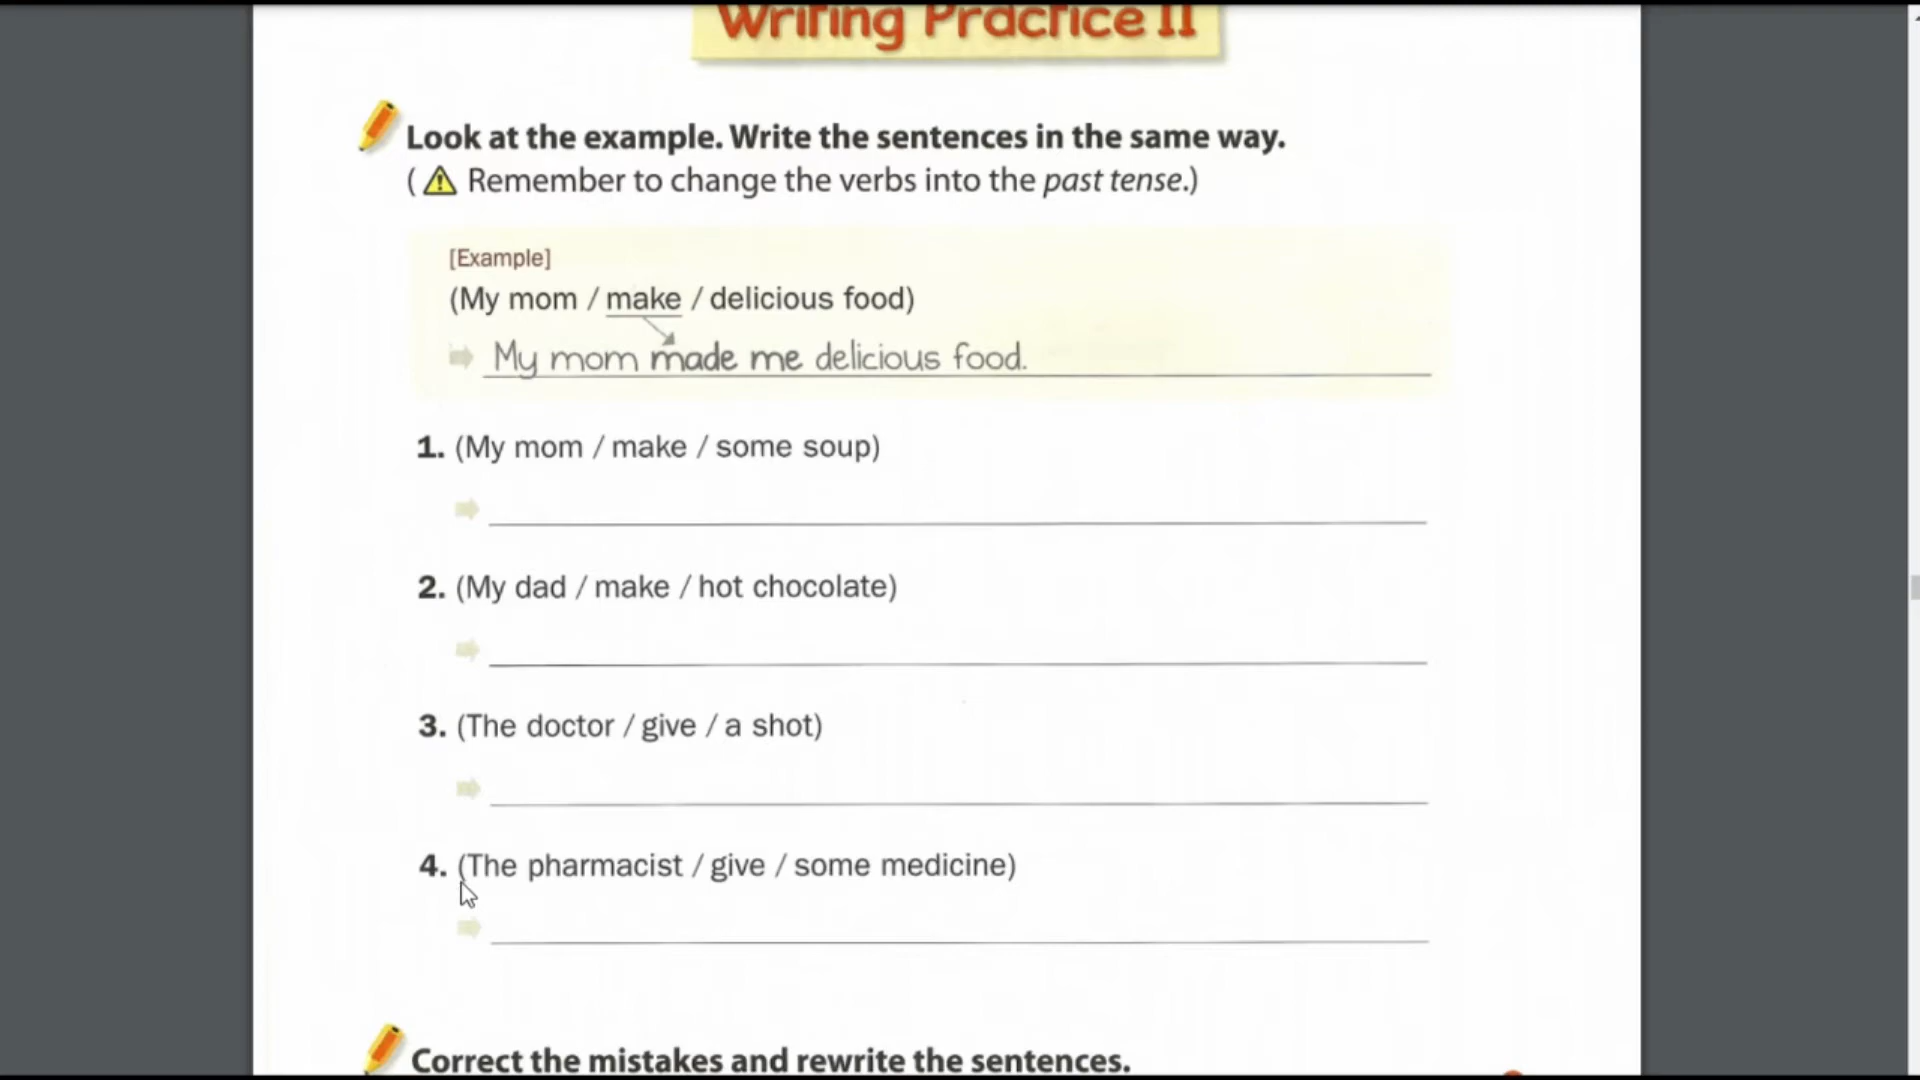 Writing Practice II
Look at the example. Write the sentences in the same way.
( Remember to change the verbs into the past tense.)
[Example]
(My mom / make / delicious food)
My mom made me delicious food.
1. (My mom / make / some soup)
2. (My dad / make / hot chocolate)
3. (The doctor / give / a shot)
4. (The pharmacist / give / some medicine)
Correct the mistakes and rewrite the sentences.